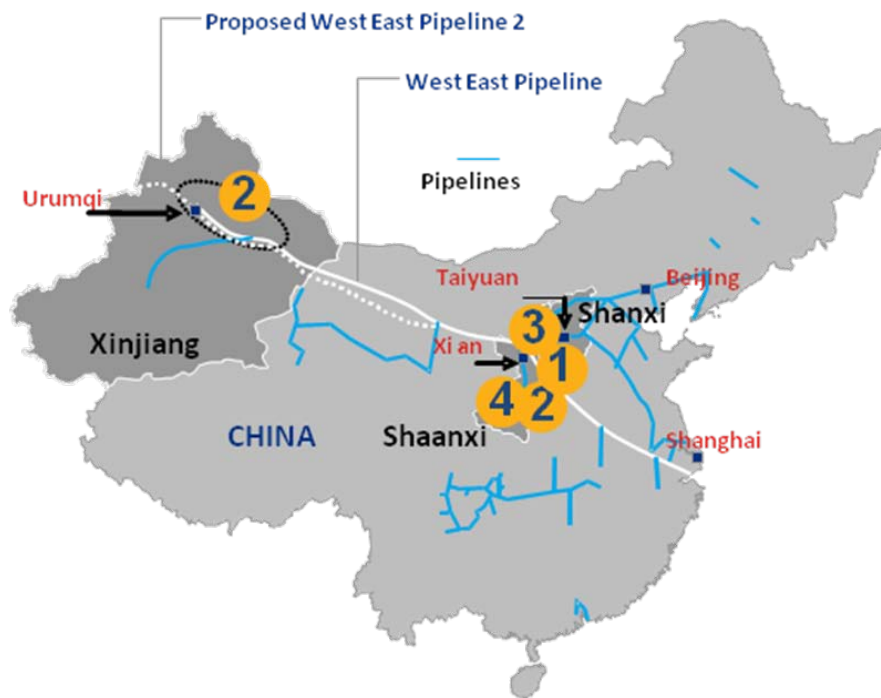 Proposed West East Pipeline 2
West East Pipeline
Pipelines
Urumqi
2
Taiyuan
Beijing
Shanxi
3
Xinjiang
Xi an
1
4
2
CHINA
Shaanxi
Shanghai